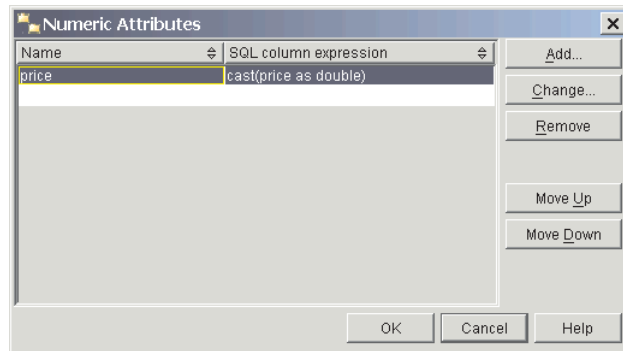 Numeric Attributes
Name SQL column expression
price cast(price as double)
Add...
Change...
Remove
Move Up
Move Down
OK Cancel Help